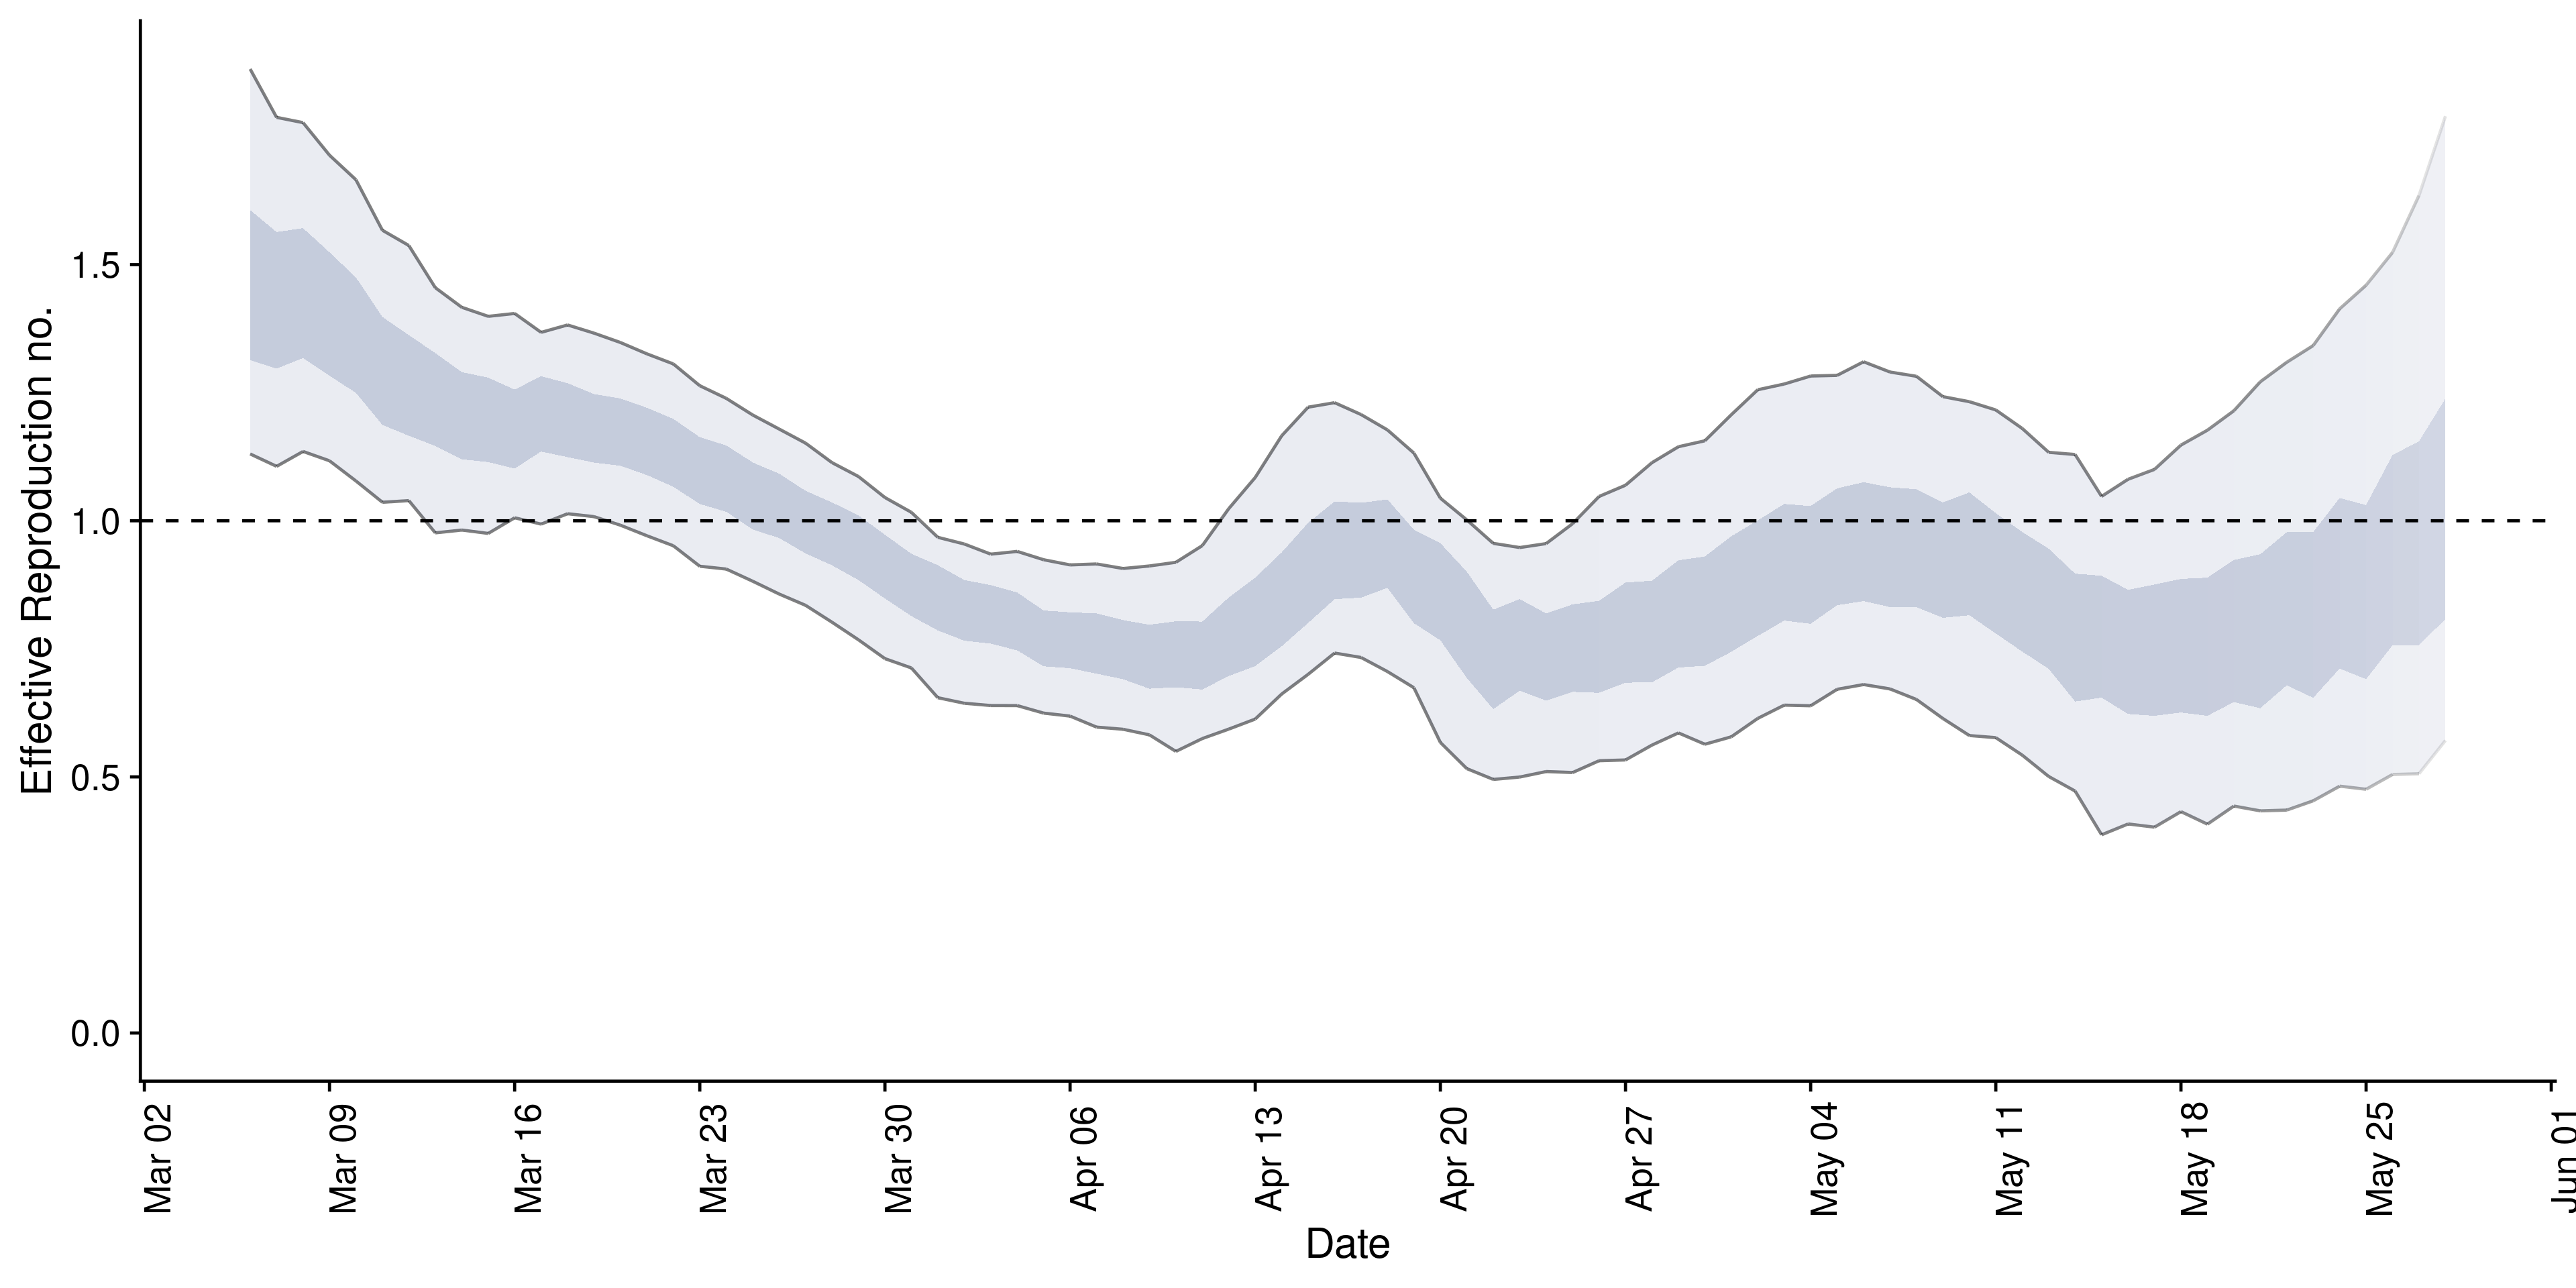 Effective Reproduction no.
1.5
1.0
0.5
0.0
Mar 02
Mar 09
Mar 16
Mar 23
Mar 30
Apr 06
Apr 13
Apr 20
Apr 27
May 04
May 11
May 18
May 25
Jun 01
Date